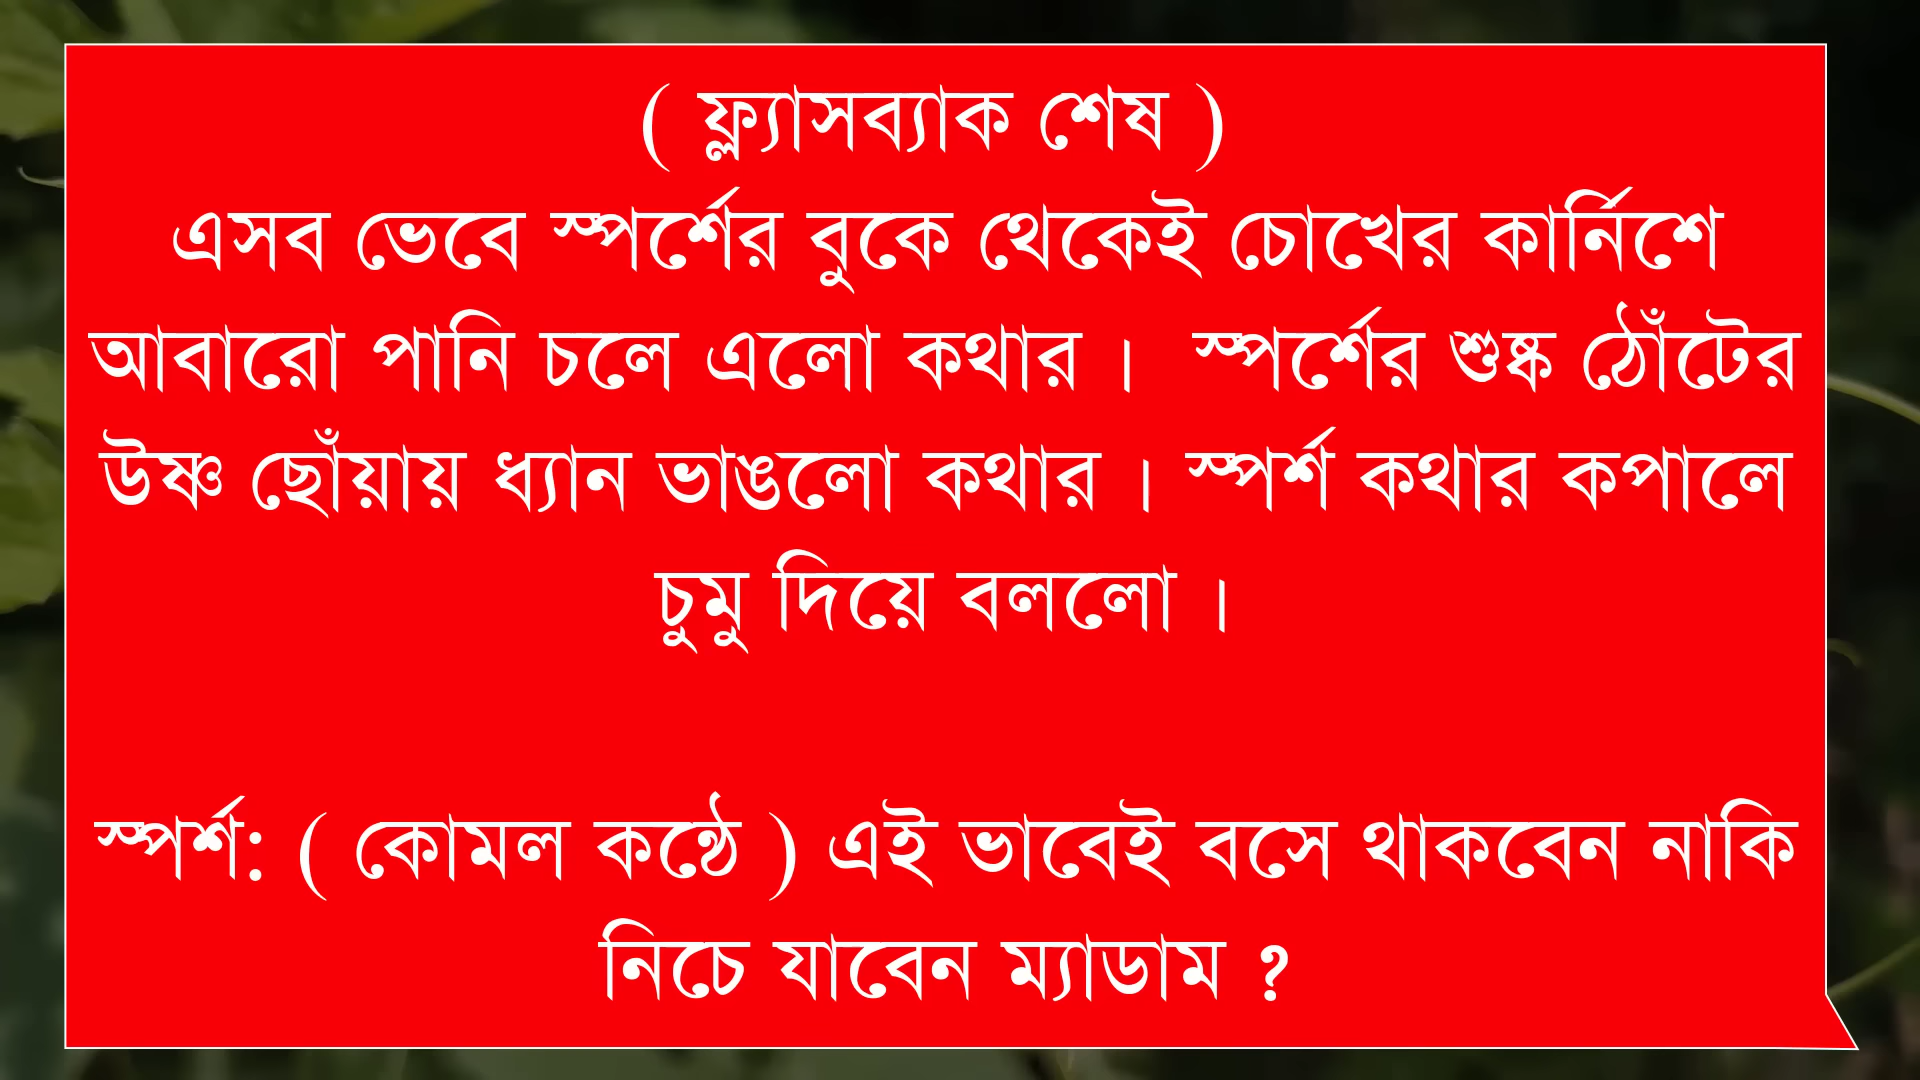 ( ফ্ল্যাসব্যাক শেষ )
এসব ভেবে স্পর্শের বুকে থেকেই চোখের কার্নিশে
আবারো পানি চলে এলো কথার ।  স্পর্শের শুষ্ক ঠোঁটের
উষ্ণ ছোঁয়ায় ধ্যান ভাঙলো কথার । স্পর্শ কথার কপালে
চুমু দিয়ে বললো ।
স্পর্শ: ( কোমল কন্ঠে ) এই ভাবেই বসে থাকবেন নাকি
নিচে যাবেন ম্যাডাম ?